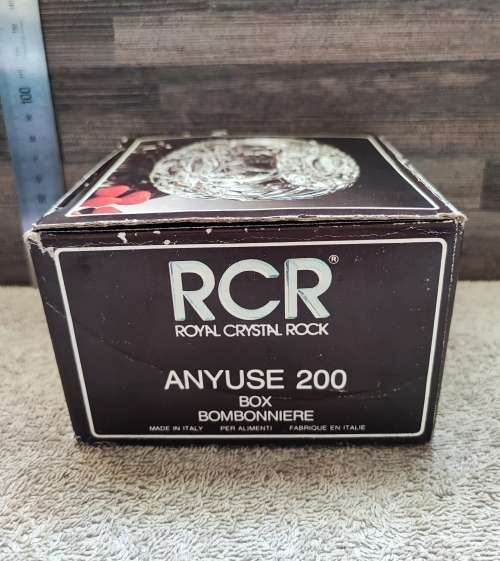 100
RCR®
ROYAL CRYSTAL ROCK
ANYUSE 200
BOX
BOMBONNIERE
MADE IN ITALY PER ALIMENTI FABRIQUE EN ITALIE